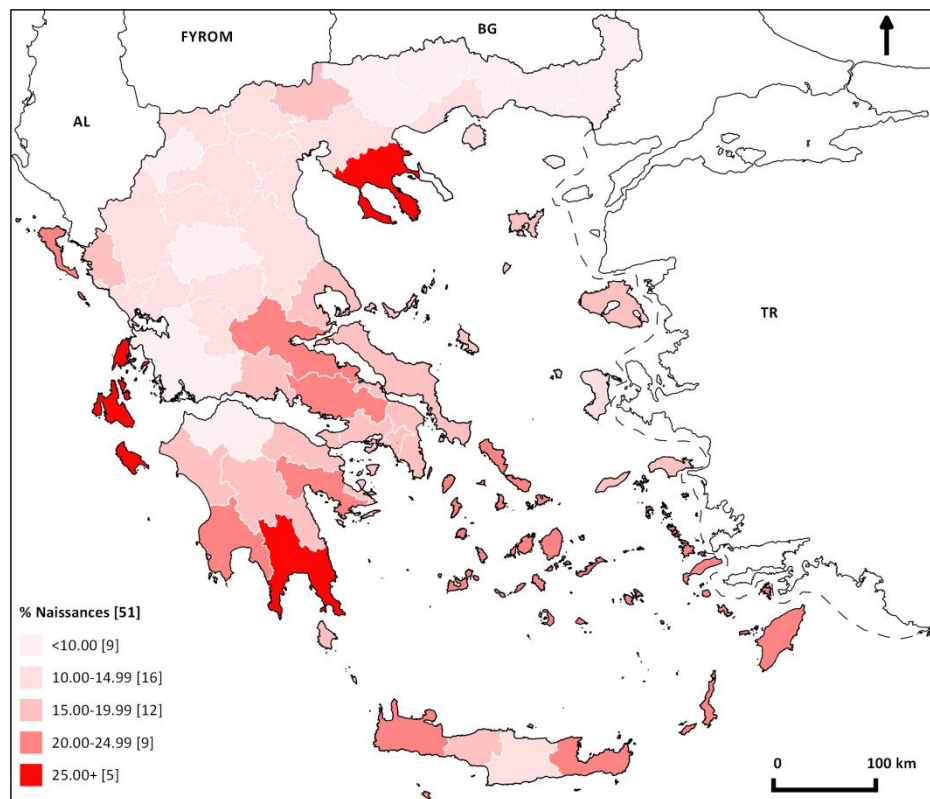 FYROM
BG
AL
TR
% Naissances [51]
<10.00 [9]
10.00-14.99 [16]
15.00-19.99 [12]
20.00-24.99 [9]
25.00+ [5]
0 100 km